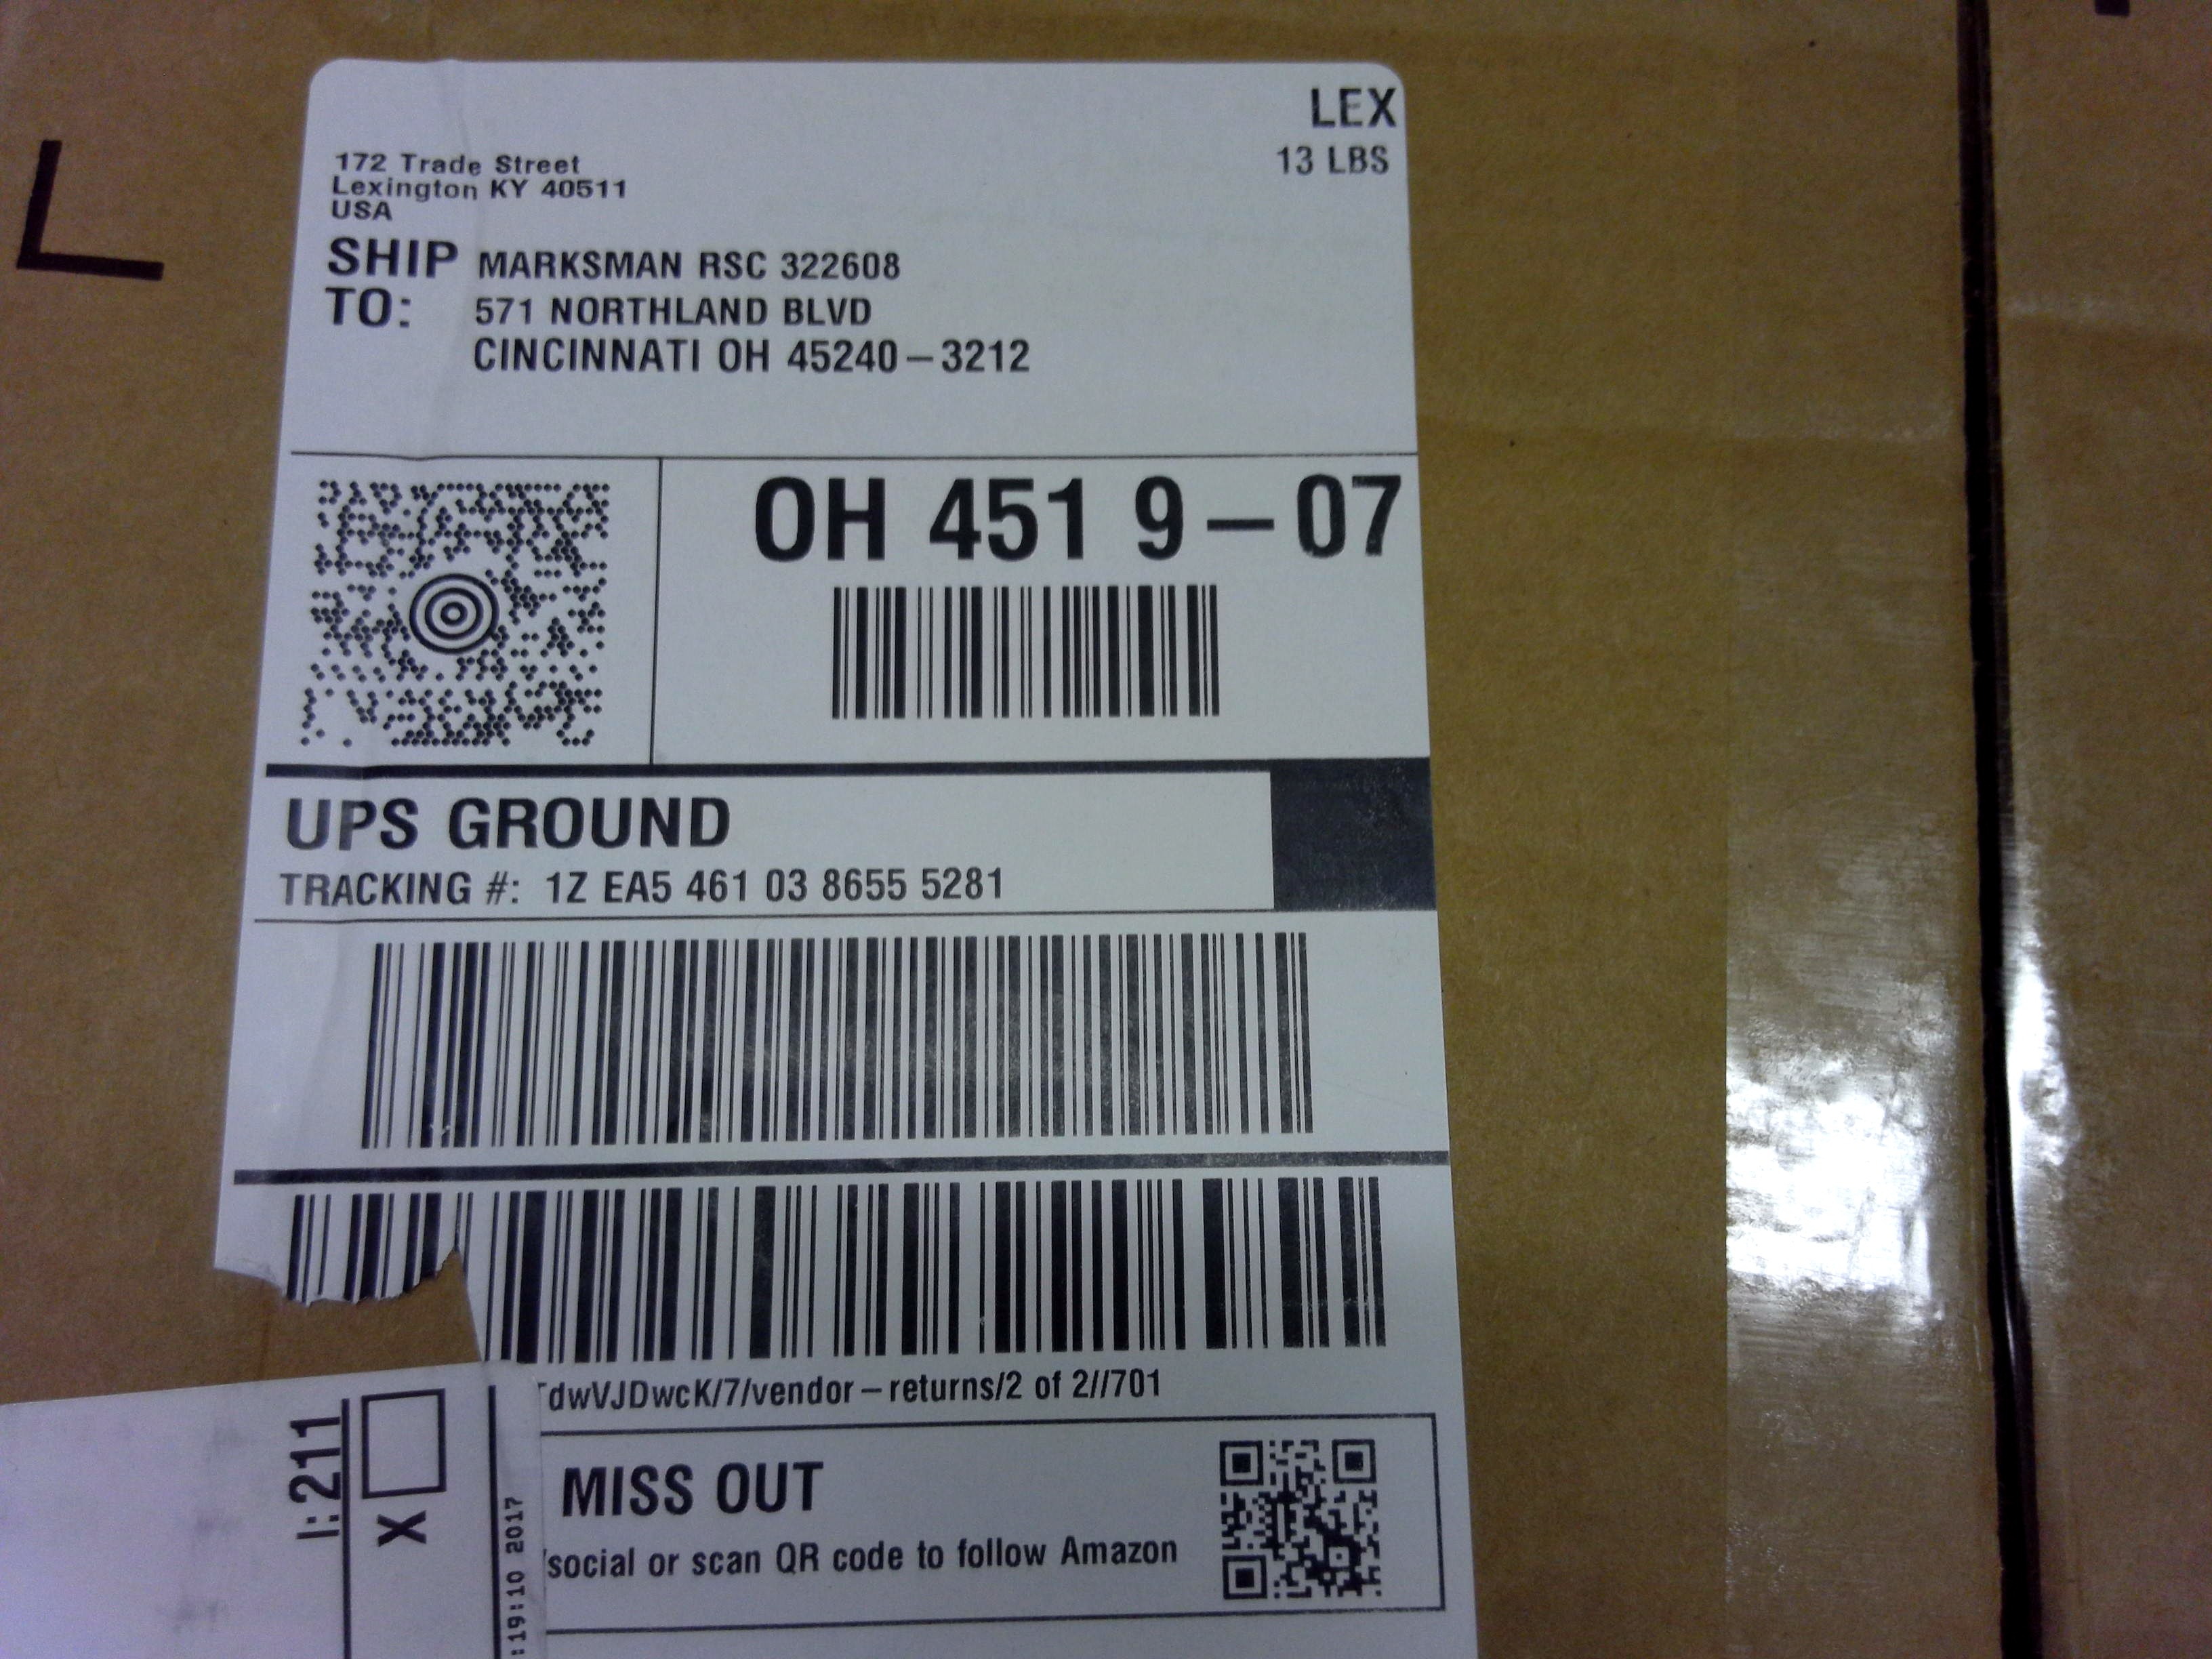 LEX
13 LBS
172 Trade Street
Lexington KY 40511
USA
SHIP TO:
MARKSMAN RSC 322608
571 NORTHLAND BLVD
CINCINNATI OH 45240-3212
OH 451 9-07
UPS GROUND
TRACKING #: 1Z EA5 461 03 8655 5281
dwVJDwcK/7/vendor-returns/2 of 2//701
MISS OUT
/social or scan QR code to follow Amazon
I: 211
X
:19:10 2017
L